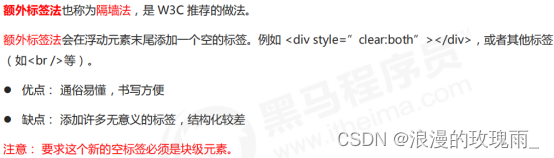 额外标签法也称为隔墙法，是 W3C 推荐的做法。
额外标签法会在浮动元素末尾添加一个空的标签。例如 <div style=”clear:both”></div>，或者其他标签
（如<br />等）。
● 优点： 通俗易懂，书写方便
● 缺点： 添加许多无意义的标签，结构化较差
注意： 要求这个新的空标签必须是块级元素。
黑马程序员
www.itheima.com
CSDN @浪漫的玫瑰雨_